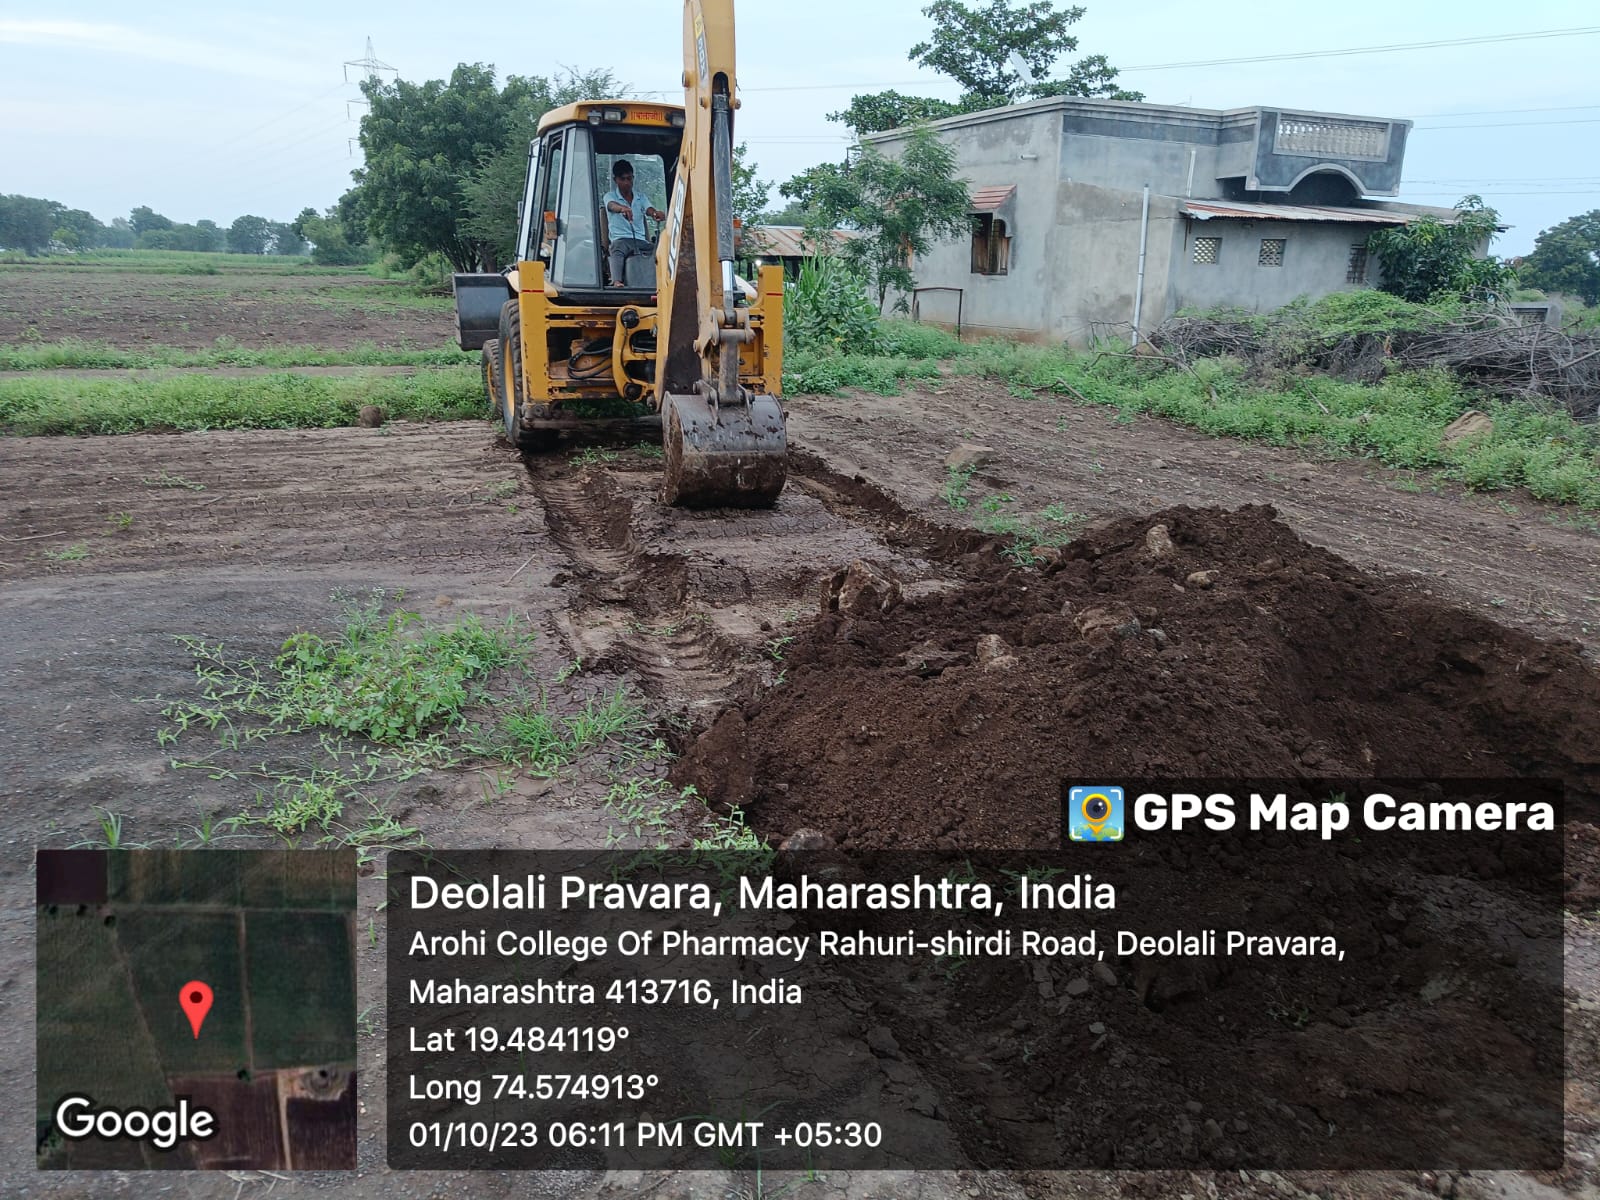 ॥माताजी॥
JCB
GPS Map Camera
Deolali Pravara, Maharashtra, India
Arohi College Of Pharmacy Rahuri-shirdi Road, Deolali Pravara,
Maharashtra 413716, India
Lat 19.484119°
Long 74.574913°
01/10/23 06:11 PM GMT +05:30
Google